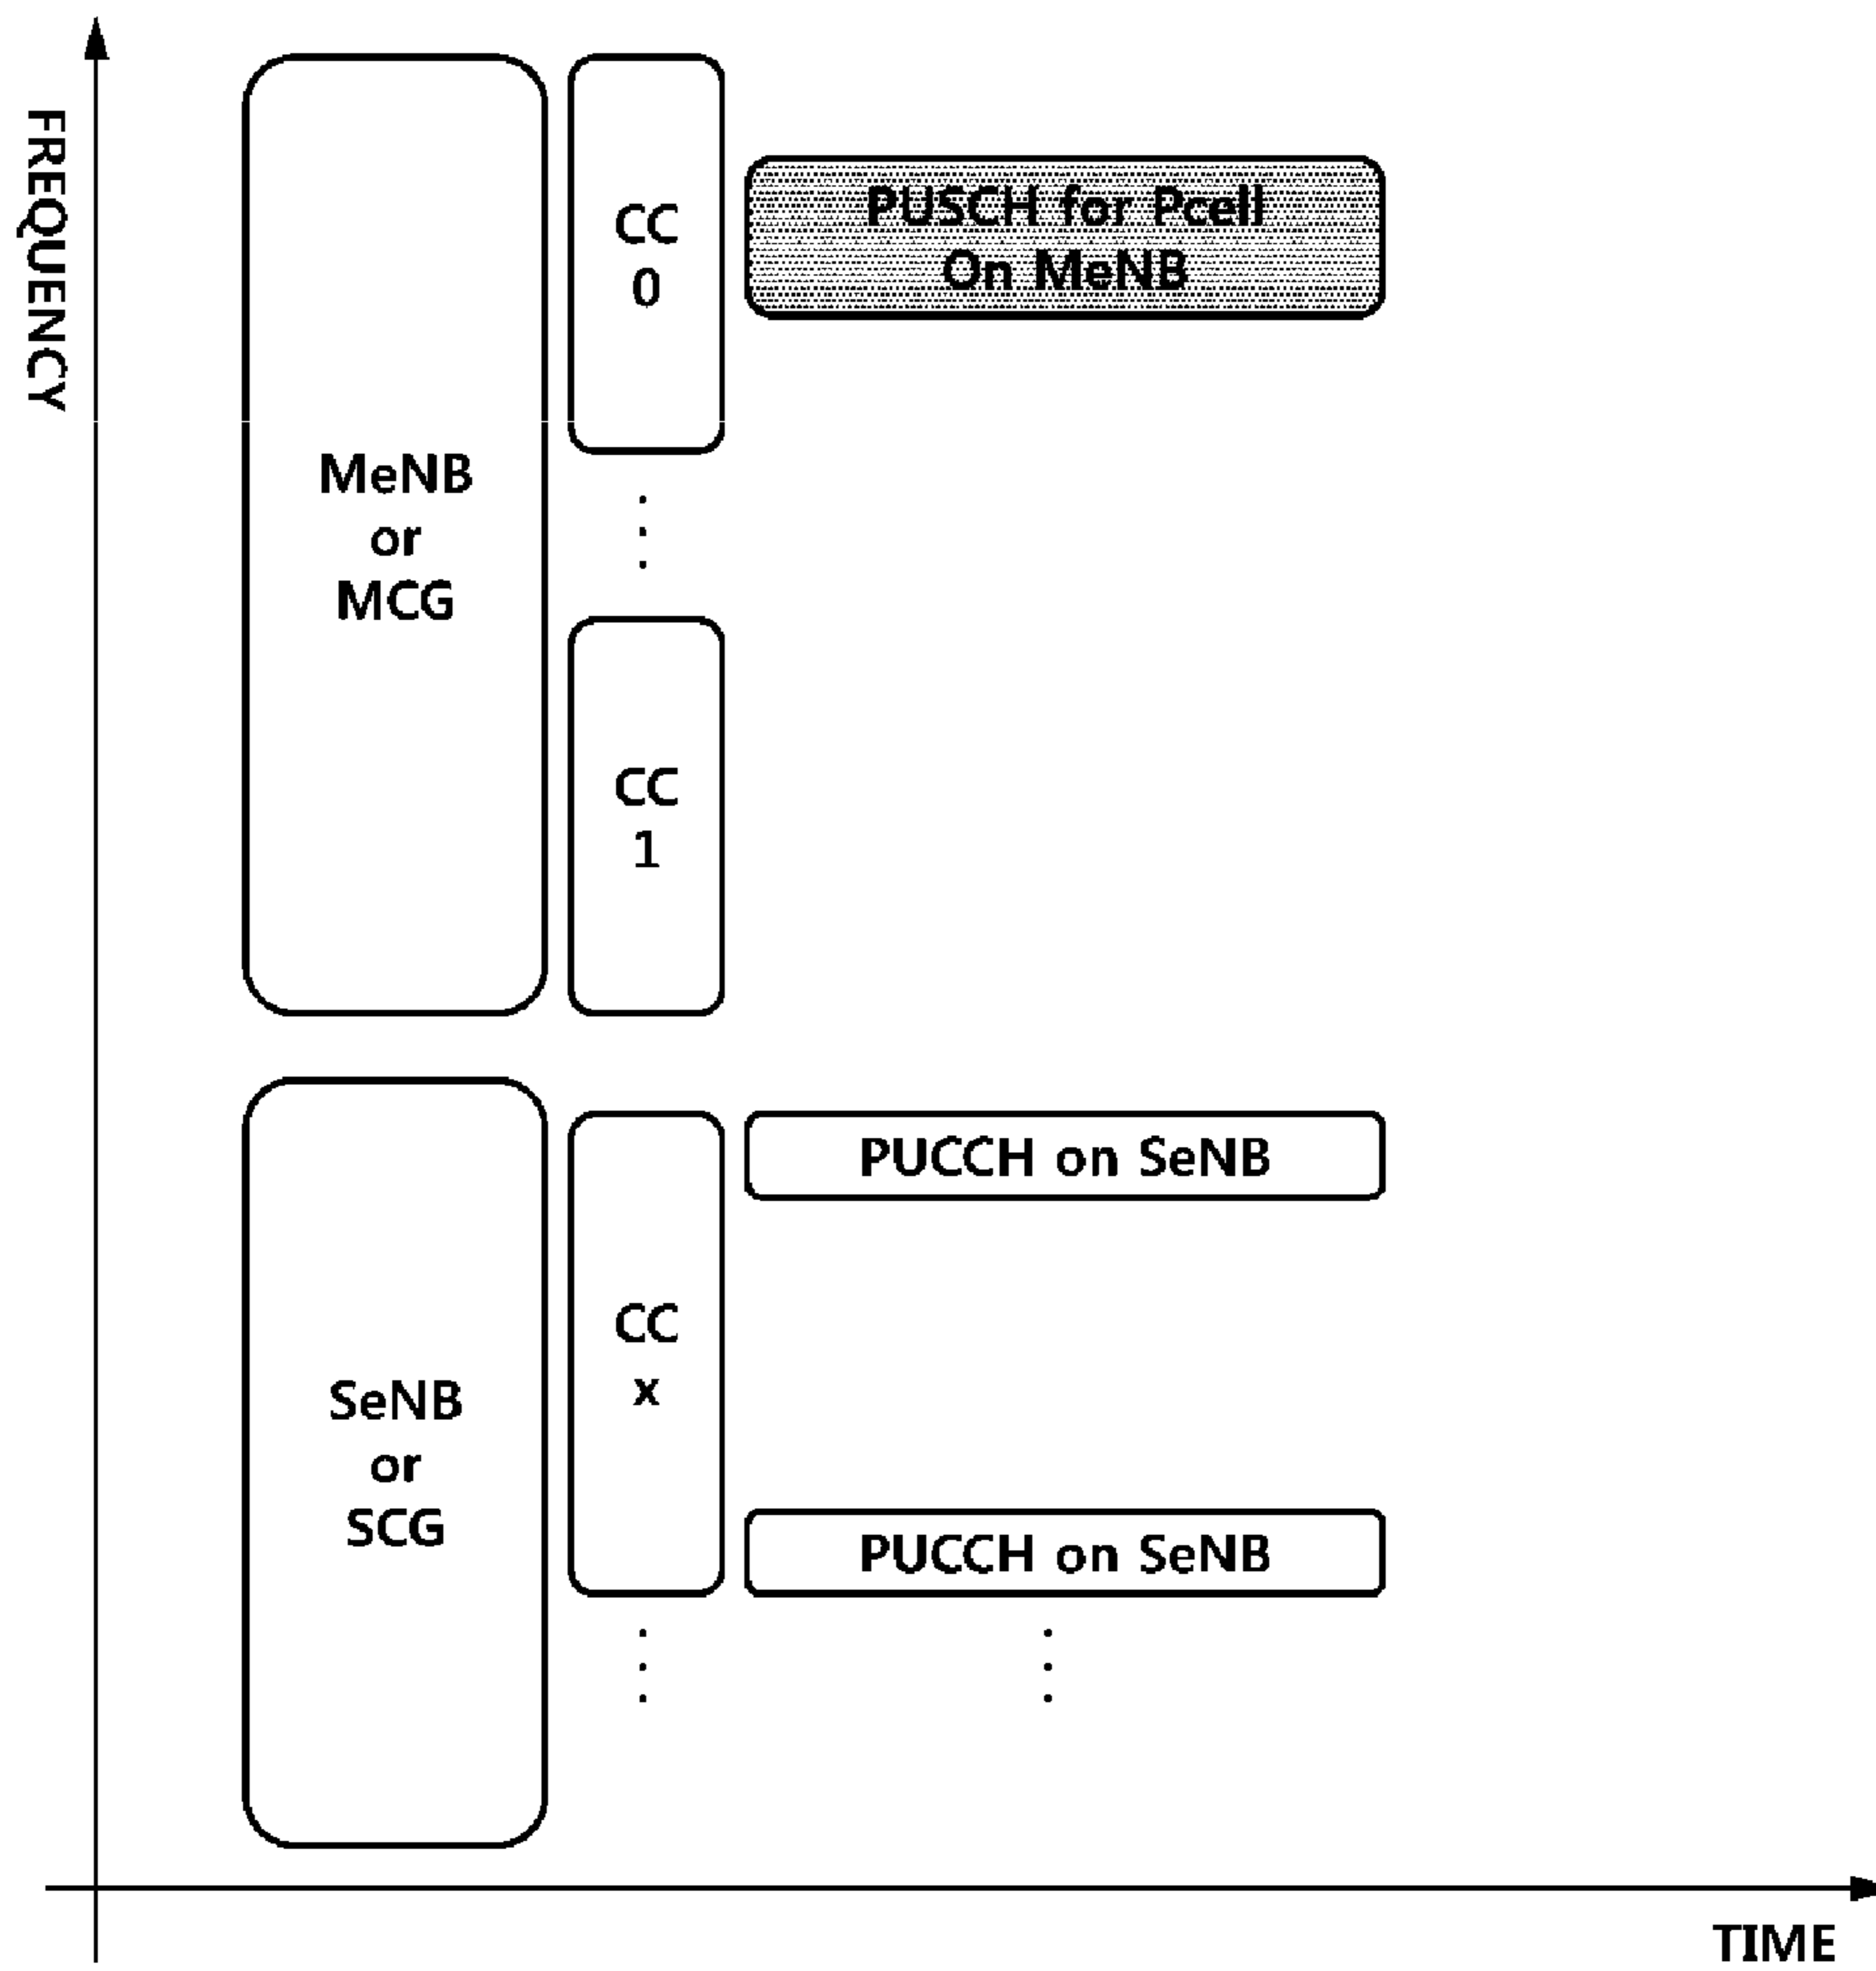 FREQUENCY
MeNB
or
MCG
CC
0
PUSCH for Pcell
On MeNB
CC
1
SeNB
or
SCG
CC
x
PUCCH on SeNB
PUCCH on SeNB
TIME